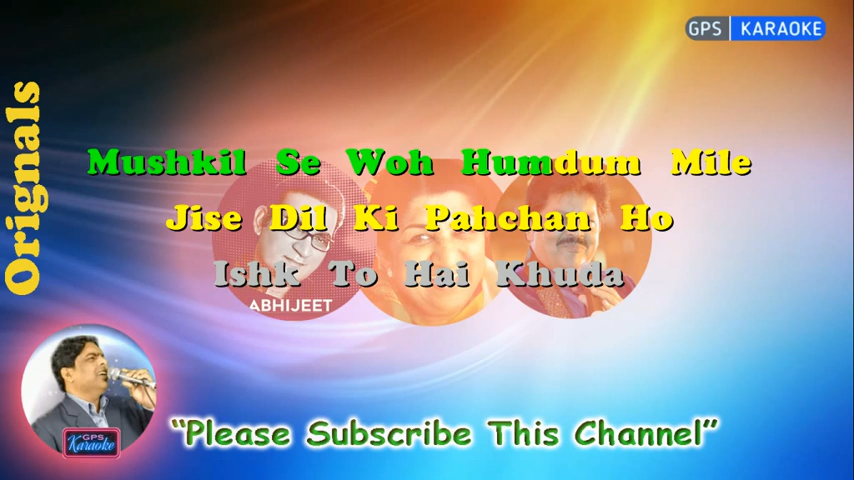 GPS | KARAOKE
Orignals
Mushkil Se Woh Humdum Mile
Jise Dil Ki Pahchan Ho
Ishk To Hai Khuda
ABHIJEET
GPS
Karaoke
"Please Subscribe This Channel"